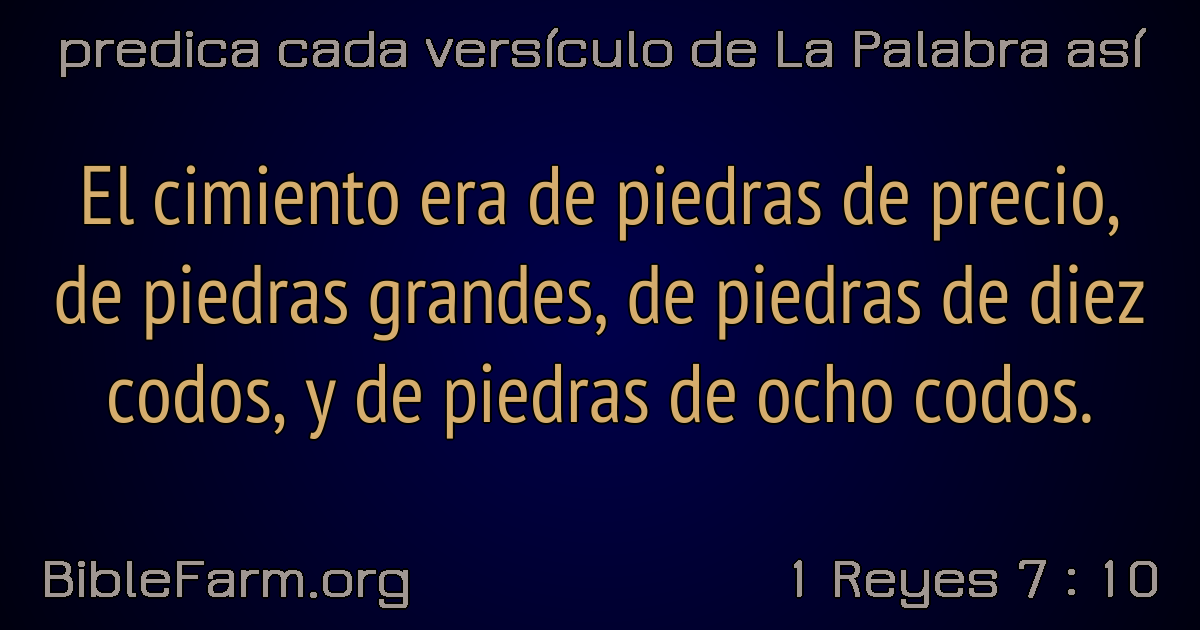 predica cada versículo de La Palabra así
El cimiento era de piedras de precio,
de piedras grandes, de piedras de diez
codos, y de piedras de ocho codos.
BibleFarm.org
1 Reyes 7 : 10